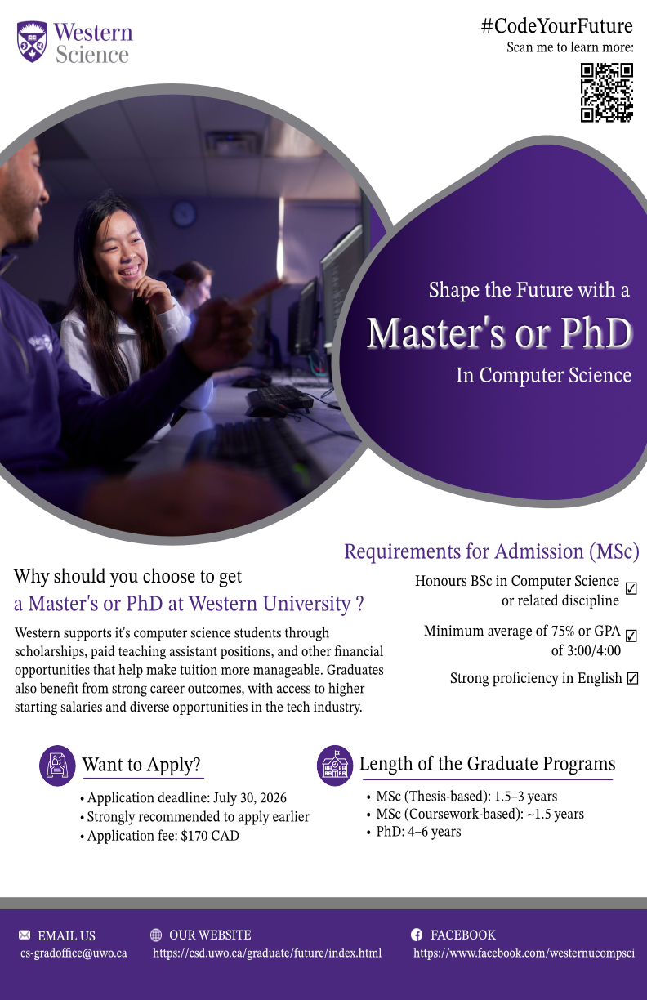 Western
Science
#CodeYourFuture
Scan me to learn more:
Shape the Future with a
Master's or PhD
In Computer Science
Requirements for Admission (MSc)
Honours BSc in Computer Science
or related discipline
Minimum average of 75% or GPA
of 3:00/4:00
Strong proficiency in English
Why should you choose to get
a Master's or PhD at Western University ?
Western supports it's computer science students through
scholarships, paid teaching assistant positions, and other financial
opportunities that help make tuition more manageable. Graduates
also benefit from strong career outcomes, with access to higher
starting salaries and diverse opportunities in the tech industry.
Want to Apply?
• Application deadline: July 30, 2026
• Strongly recommended to apply earlier
• Application fee: $170 CAD
Length of the Graduate Programs
• MSc (Thesis-based): 1.5–3 years
• MSc (Coursework-based): ~1.5 years
• PhD: 4–6 years
EMAIL US
cs-gradoffice@uwo.ca
OUR WEBSITE
https://csd.uwo.ca/graduate/future/index.html
FACEBOOK
https://www.facebook.com/westernucompsci